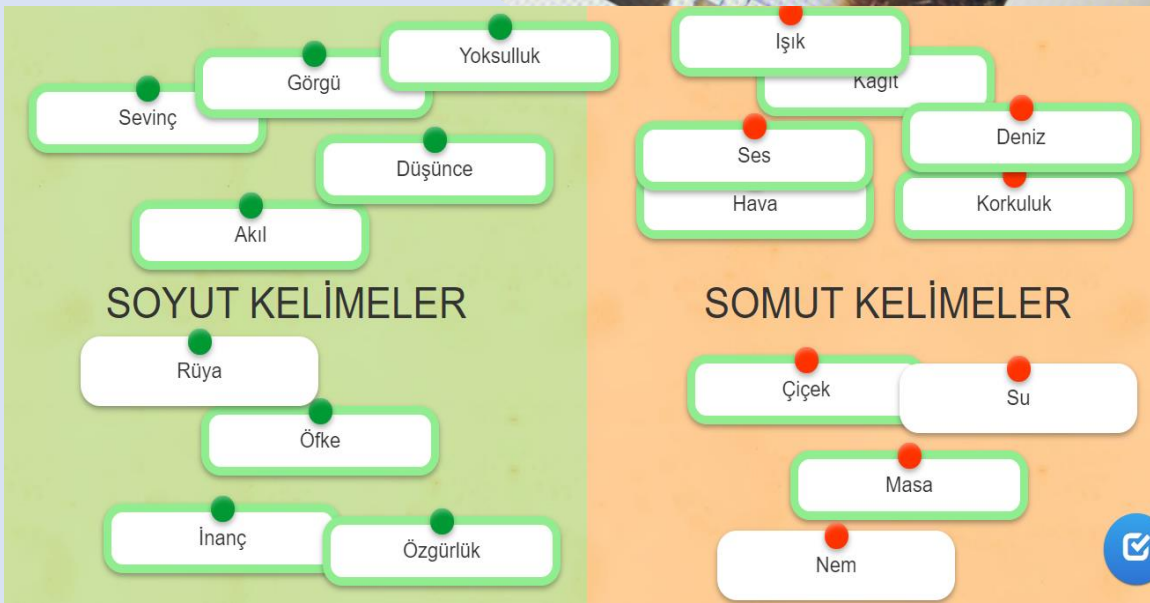 Yoksulluk
Görgü
Sevinç
Düşünce
Akıl
SOYUT KELİMELER
Rüya
Öfke
İnanç
Özgürlük
Işık
Kağıt
Deniz
Ses
Hava
Korkuluk
SOMUT KELİMELER
Çiçek
Su
Masa
Nem